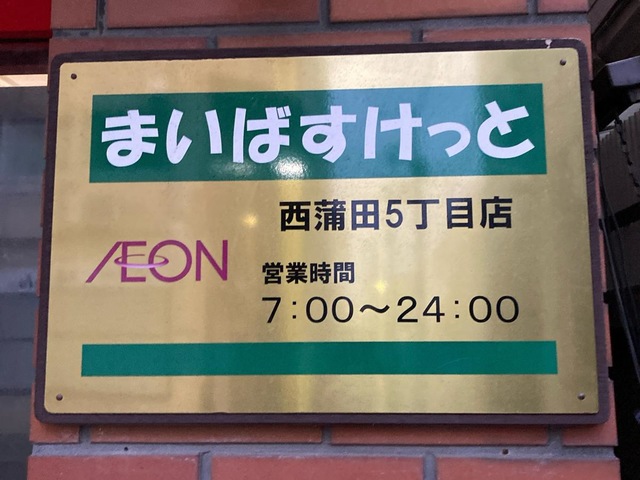 まいばすけっと
西蒲田5丁目店
AEON
営業時間
7:00～24:00